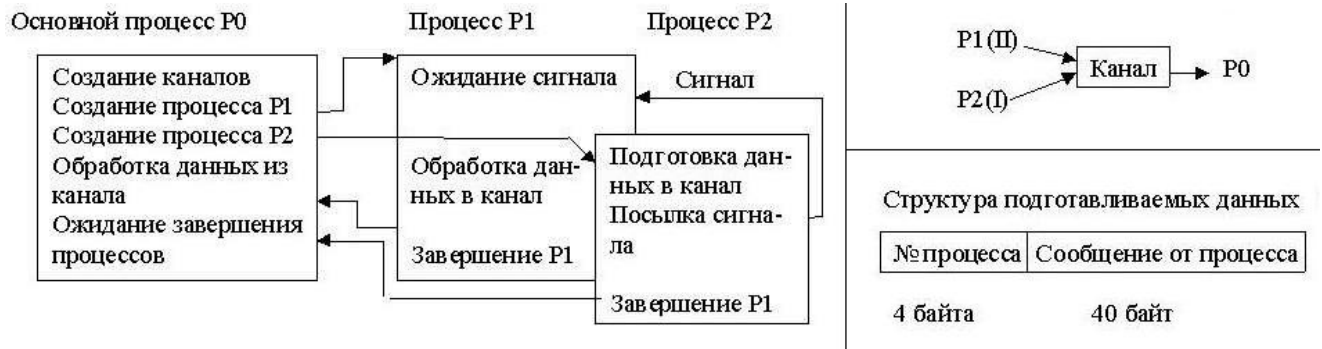 Основной процесс P0
Создание каналов
Создание процесса P1
Создание процесса P2
Обработка данных из
канала
Ожидание завершения
процессов
Процесс P1
Ожидание сигнала
Обработка дан-
ных в канал
Завершение P1
Процесс P2
Сигнал
Подготовка дан-
ных в канал
Посылка сигна-
ла
Завершение P1
P1(II)
P2(I)
Канал
P0
Структура подготавливаемых данных
№процесса
Сообщение от процесса
4 байта
40 байт